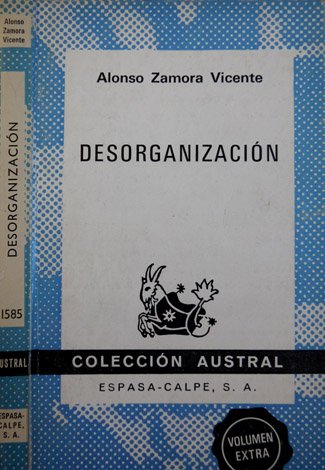 Alonso
Zamora
Vicente
DESORGANIZACIÓN
1585
AUSTRAL
ESPASA-
CALPE,
S. A.
Alonso Zamora Vicente
DESORGANIZACIÓN
COLECCIÓN AUSTRAL
ESPASA-CALPE, S. A.
VOLUMEN
EXTRA